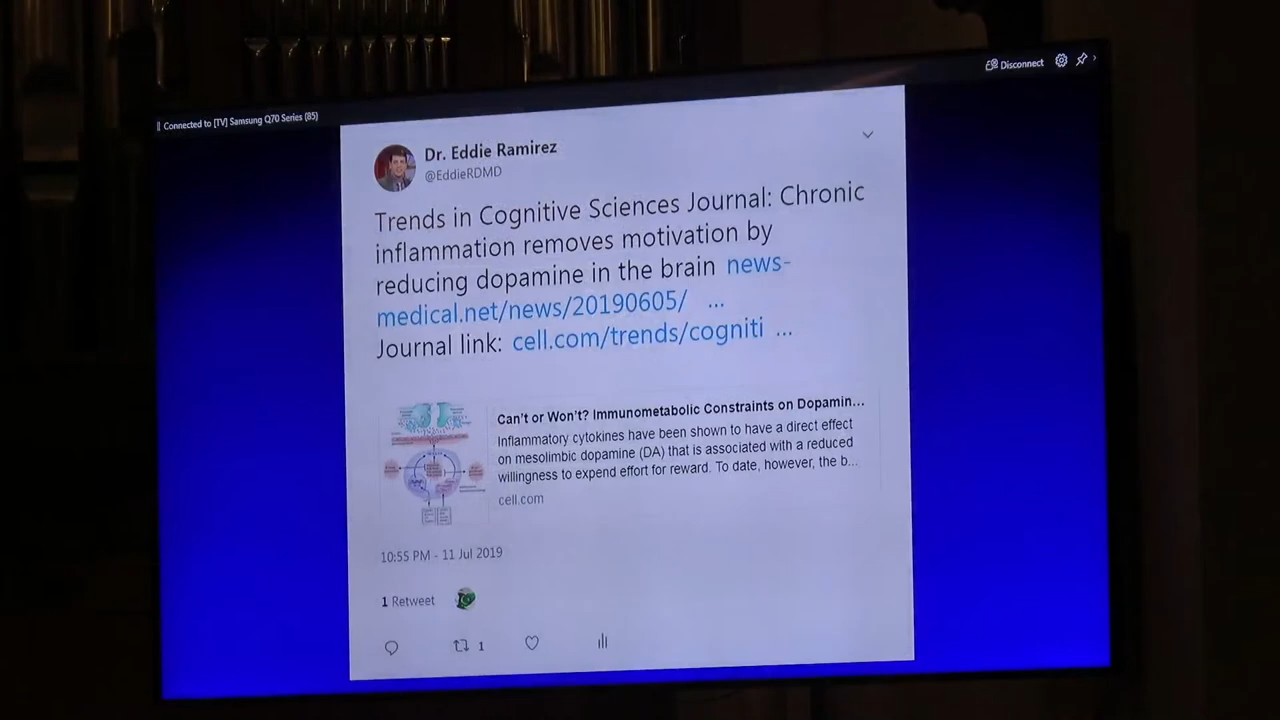 Disconnect
Connected to [TV] Samsung Q70 Series (85)
Dr. Eddie Ramirez
@EddieRDMD
Trends in Cognitive Sciences Journal: Chronic
inflammation removes motivation by
reducing dopamine in the brain news-
medical.net/news/20190605/ ...
Journal link: cell.com/trends/cogniti ...
Can't or Won't? Immunometabolic Constraints on Dopamin...
Inflammatory cytokines have been shown to have a direct effect
on mesolimbic dopamine (DA) that is associated with a reduced
willingness to expend effort for reward. To date, however, the b...
cell.com
10:55 PM - 11 Jul 2019
1 Retweet
1